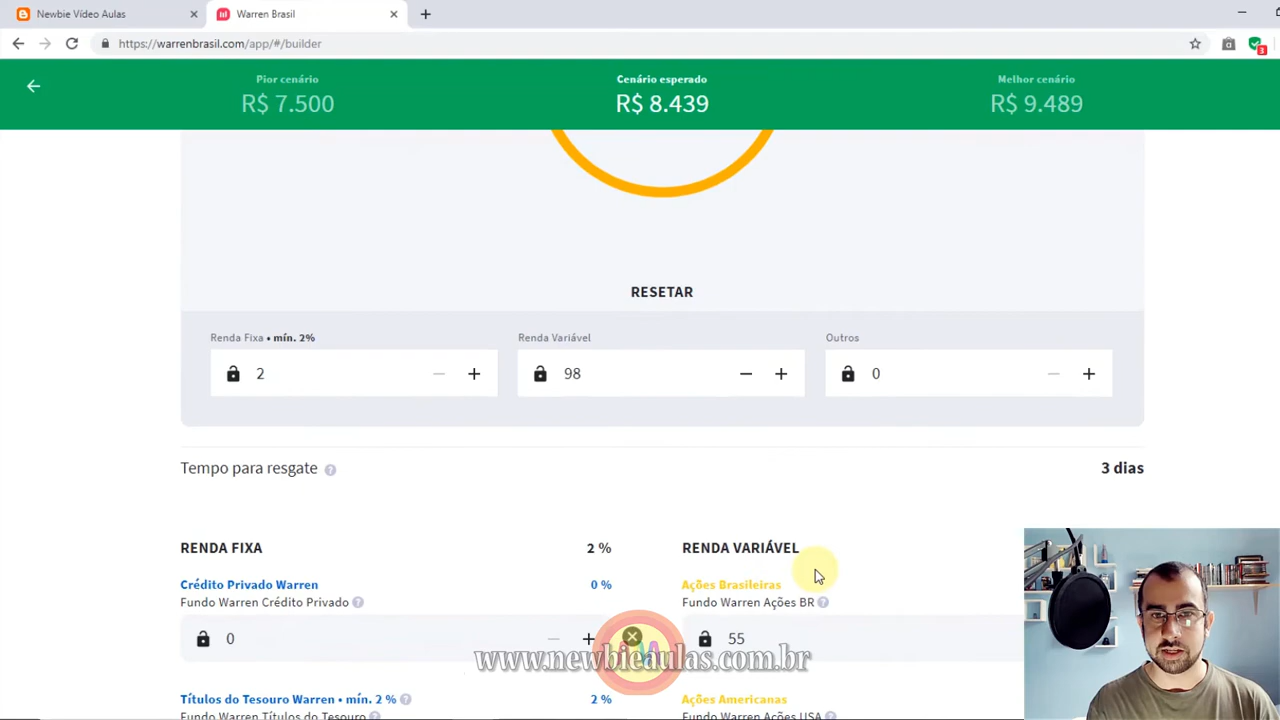 Newbie Vídeo Aulas
Warren Brasil
https://warrenbrasil.com/app/#/builder
3
Pior cenário
R$ 7.500
Cenário esperado
R$ 8.439
Melhor cenário
R$ 9.489
RESETAR
Renda Fixa • mín. 2%
2
Renda Variável
98
Outros
0
Tempo para resgate ?
3 dias
RENDA FIXA
2 %
Crédito Privado Warren
0 %
Fundo Warren Crédito Privado ?
0
Títulos do Tesouro Warren • mín. 2 % ?
2 %
Fundo Warren Títulos do Tesouro ?
RENDA VARIÁVEL
Ações Brasileiras
Fundo Warren Ações BR ?
55
Ações Americanas
Fundo Warren Ações USA ?
www.newbieaulas.com.br